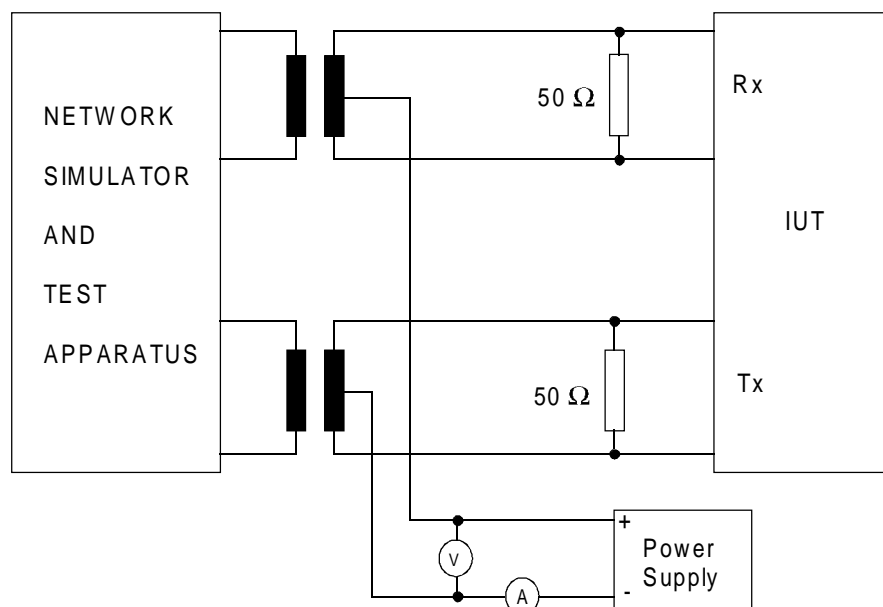 NETWORK
SIMULATOR
AND
TEST
APPARATUS
50 Ω
Rx
IUT
50 Ω
Tx
+
V
Power
Supply
-
A